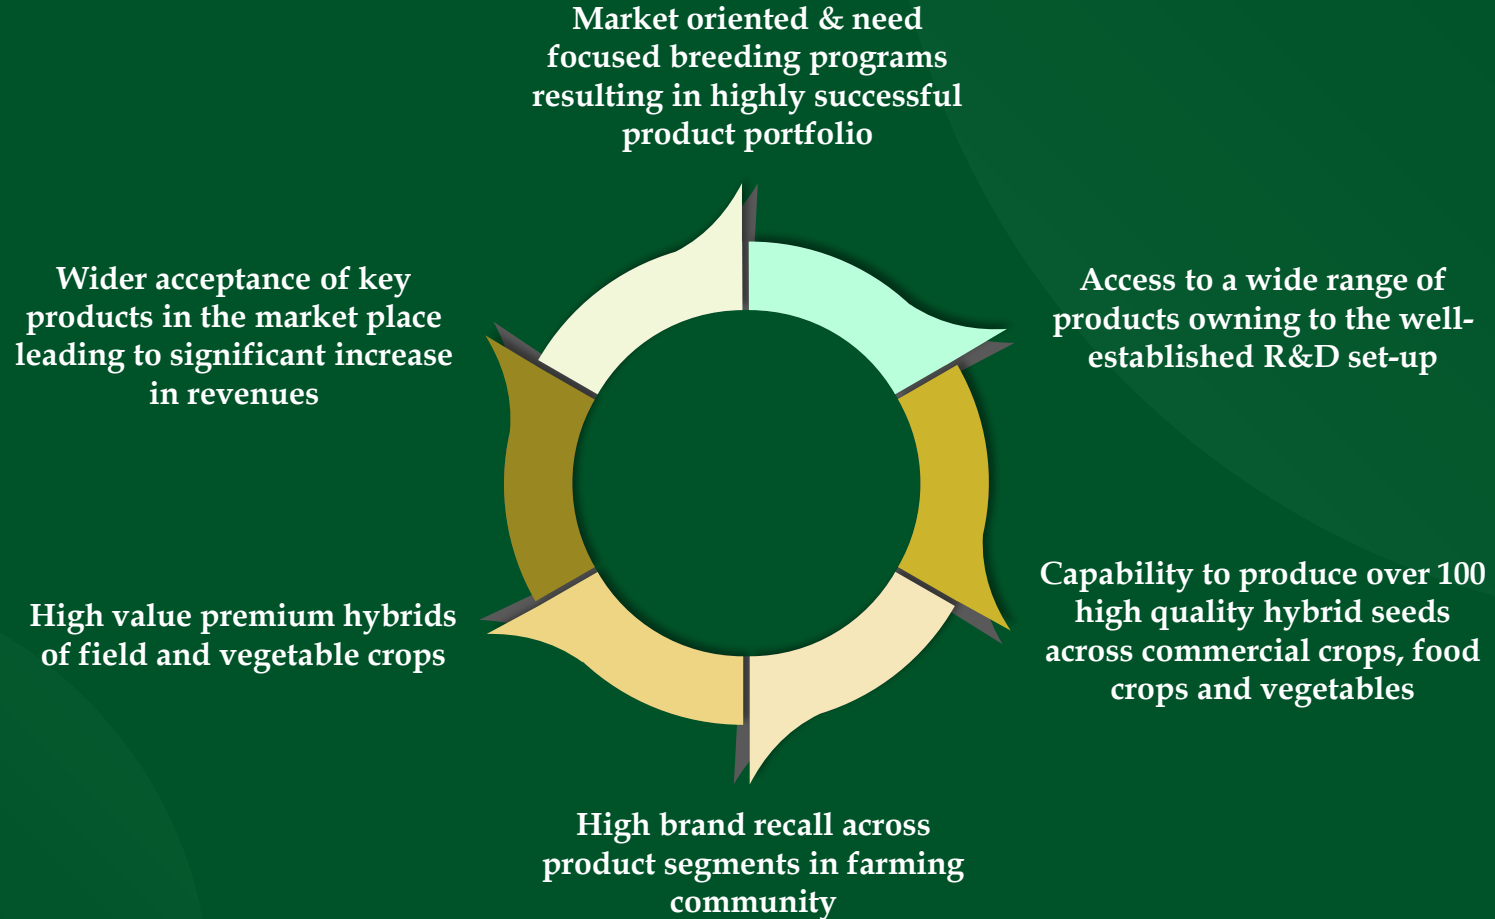 Market oriented & need
focused breeding programs
resulting in highly successful
product portfolio
Wider acceptance of key
products in the market place
leading to significant increase
in revenues
Access to a wide range of
products owning to the well-
established R&D set-up
High value premium hybrids
of field and vegetable crops
Capability to produce over 100
high quality hybrid seeds
across commercial crops, food
crops and vegetables
High brand recall across
product segments in farming
community